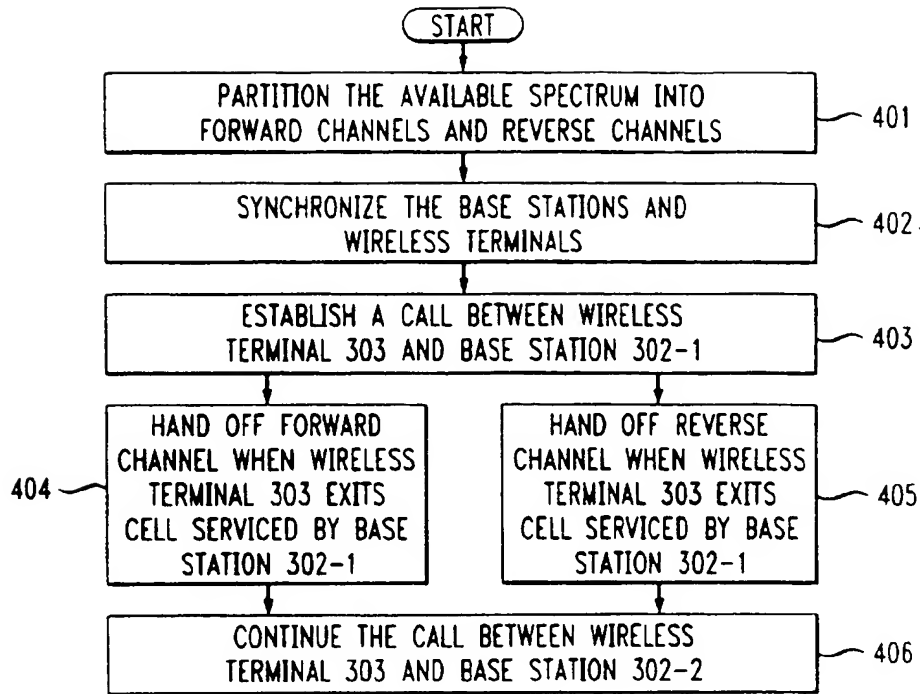 START
PARTITION THE AVAILABLE SPECTRUM INTO
FORWARD CHANNELS AND REVERSE CHANNELS
401
SYNCHRONIZE THE BASE STATIONS AND
WIRELESS TERMINALS
402
ESTABLISH A CALL BETWEEN WIRELESS
TERMINAL 303 AND BASE STATION 302-1
403
HAND OFF FORWARD
CHANNEL WHEN WIRELESS
TERMINAL 303 EXITS
CELL SERVICED BY BASE
STATION 302-1
404
HAND OFF REVERSE
CHANNEL WHEN WIRELESS
TERMINAL 303 EXITS
CELL SERVICED BY BASE
STATION 302-1
405
CONTINUE THE CALL BETWEEN WIRELESS
TERMINAL 303 AND BASE STATION 302-2
406